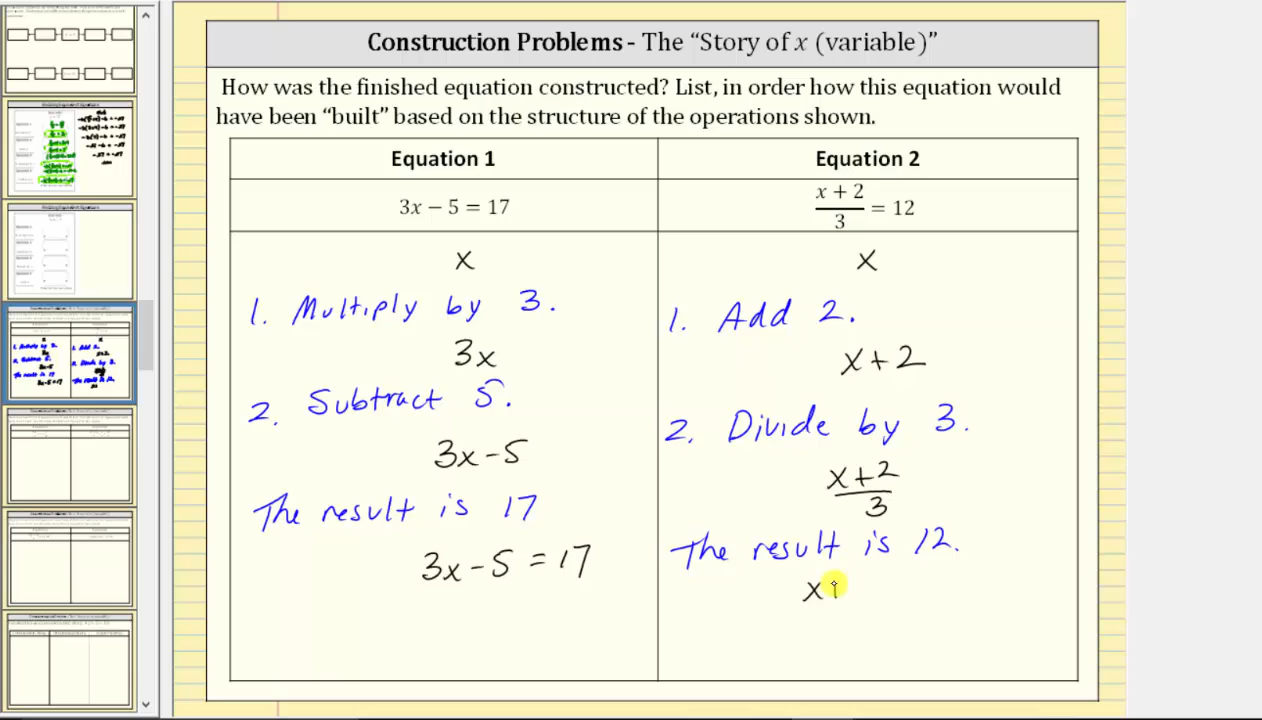 Construction Problems - The “Story of x (variable)”
How was the finished equation constructed? List, in order how this equation would
have been “built” based on the structure of the operations shown.
Equation 1
3x − 5 = 17
x
1. Multiply by 3.
3x
2. Subtract 5.
3x-5
The result is 17
3x-5 = 17
Equation 2
x + 2
3
= 12
x
1. Add 2.
x+2
2. Divide by 3.
x+2
3
The result is 12.
x